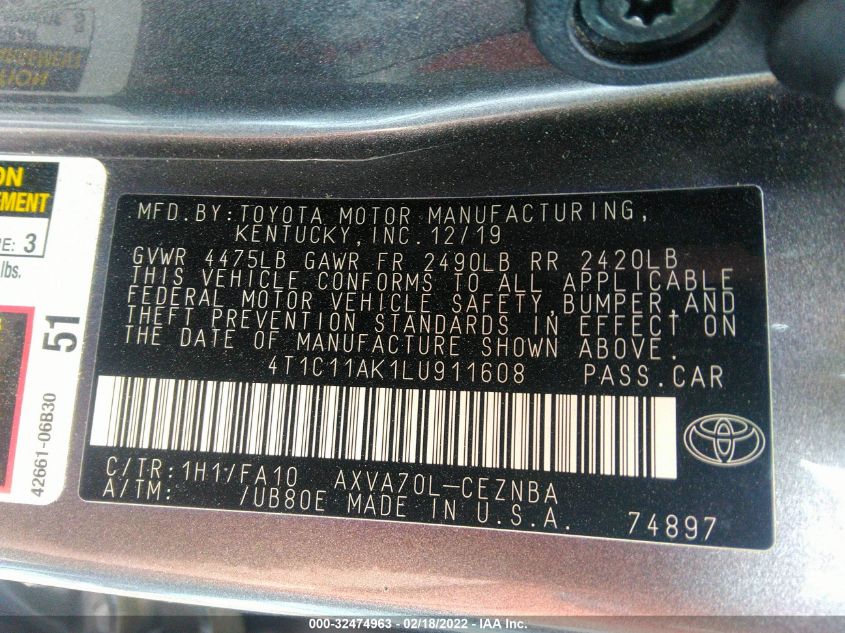 3
ON
EMENT
E: 3
lbs.
51
42661-06B30
MFD.BY:TOYOTA MOTOR MANUFACTURING,
KENTUCKY,INC.12/19
GVWR 4475LB GAWR FR 2490LB RR 2420LB
THIS VEHICLE CONFORMS TO ALL APPLICABLE
FEDERAL MOTOR VEHICLE SAFETY,BUMPER,AND
THEFT PREVENTION STANDARDS IN EFFECT ON
THE DATE OF MANUFACTURE SHOWN ABOVE.
4T1C11AK1LU911608 PASS.CAR
C/TR:1H1/FA10 AXVA70L-CEZNBA
A/TM: /UB80E MADE IN U.S.A. 74897
000-32474963 - 02/18/2022 - IAA Inc.